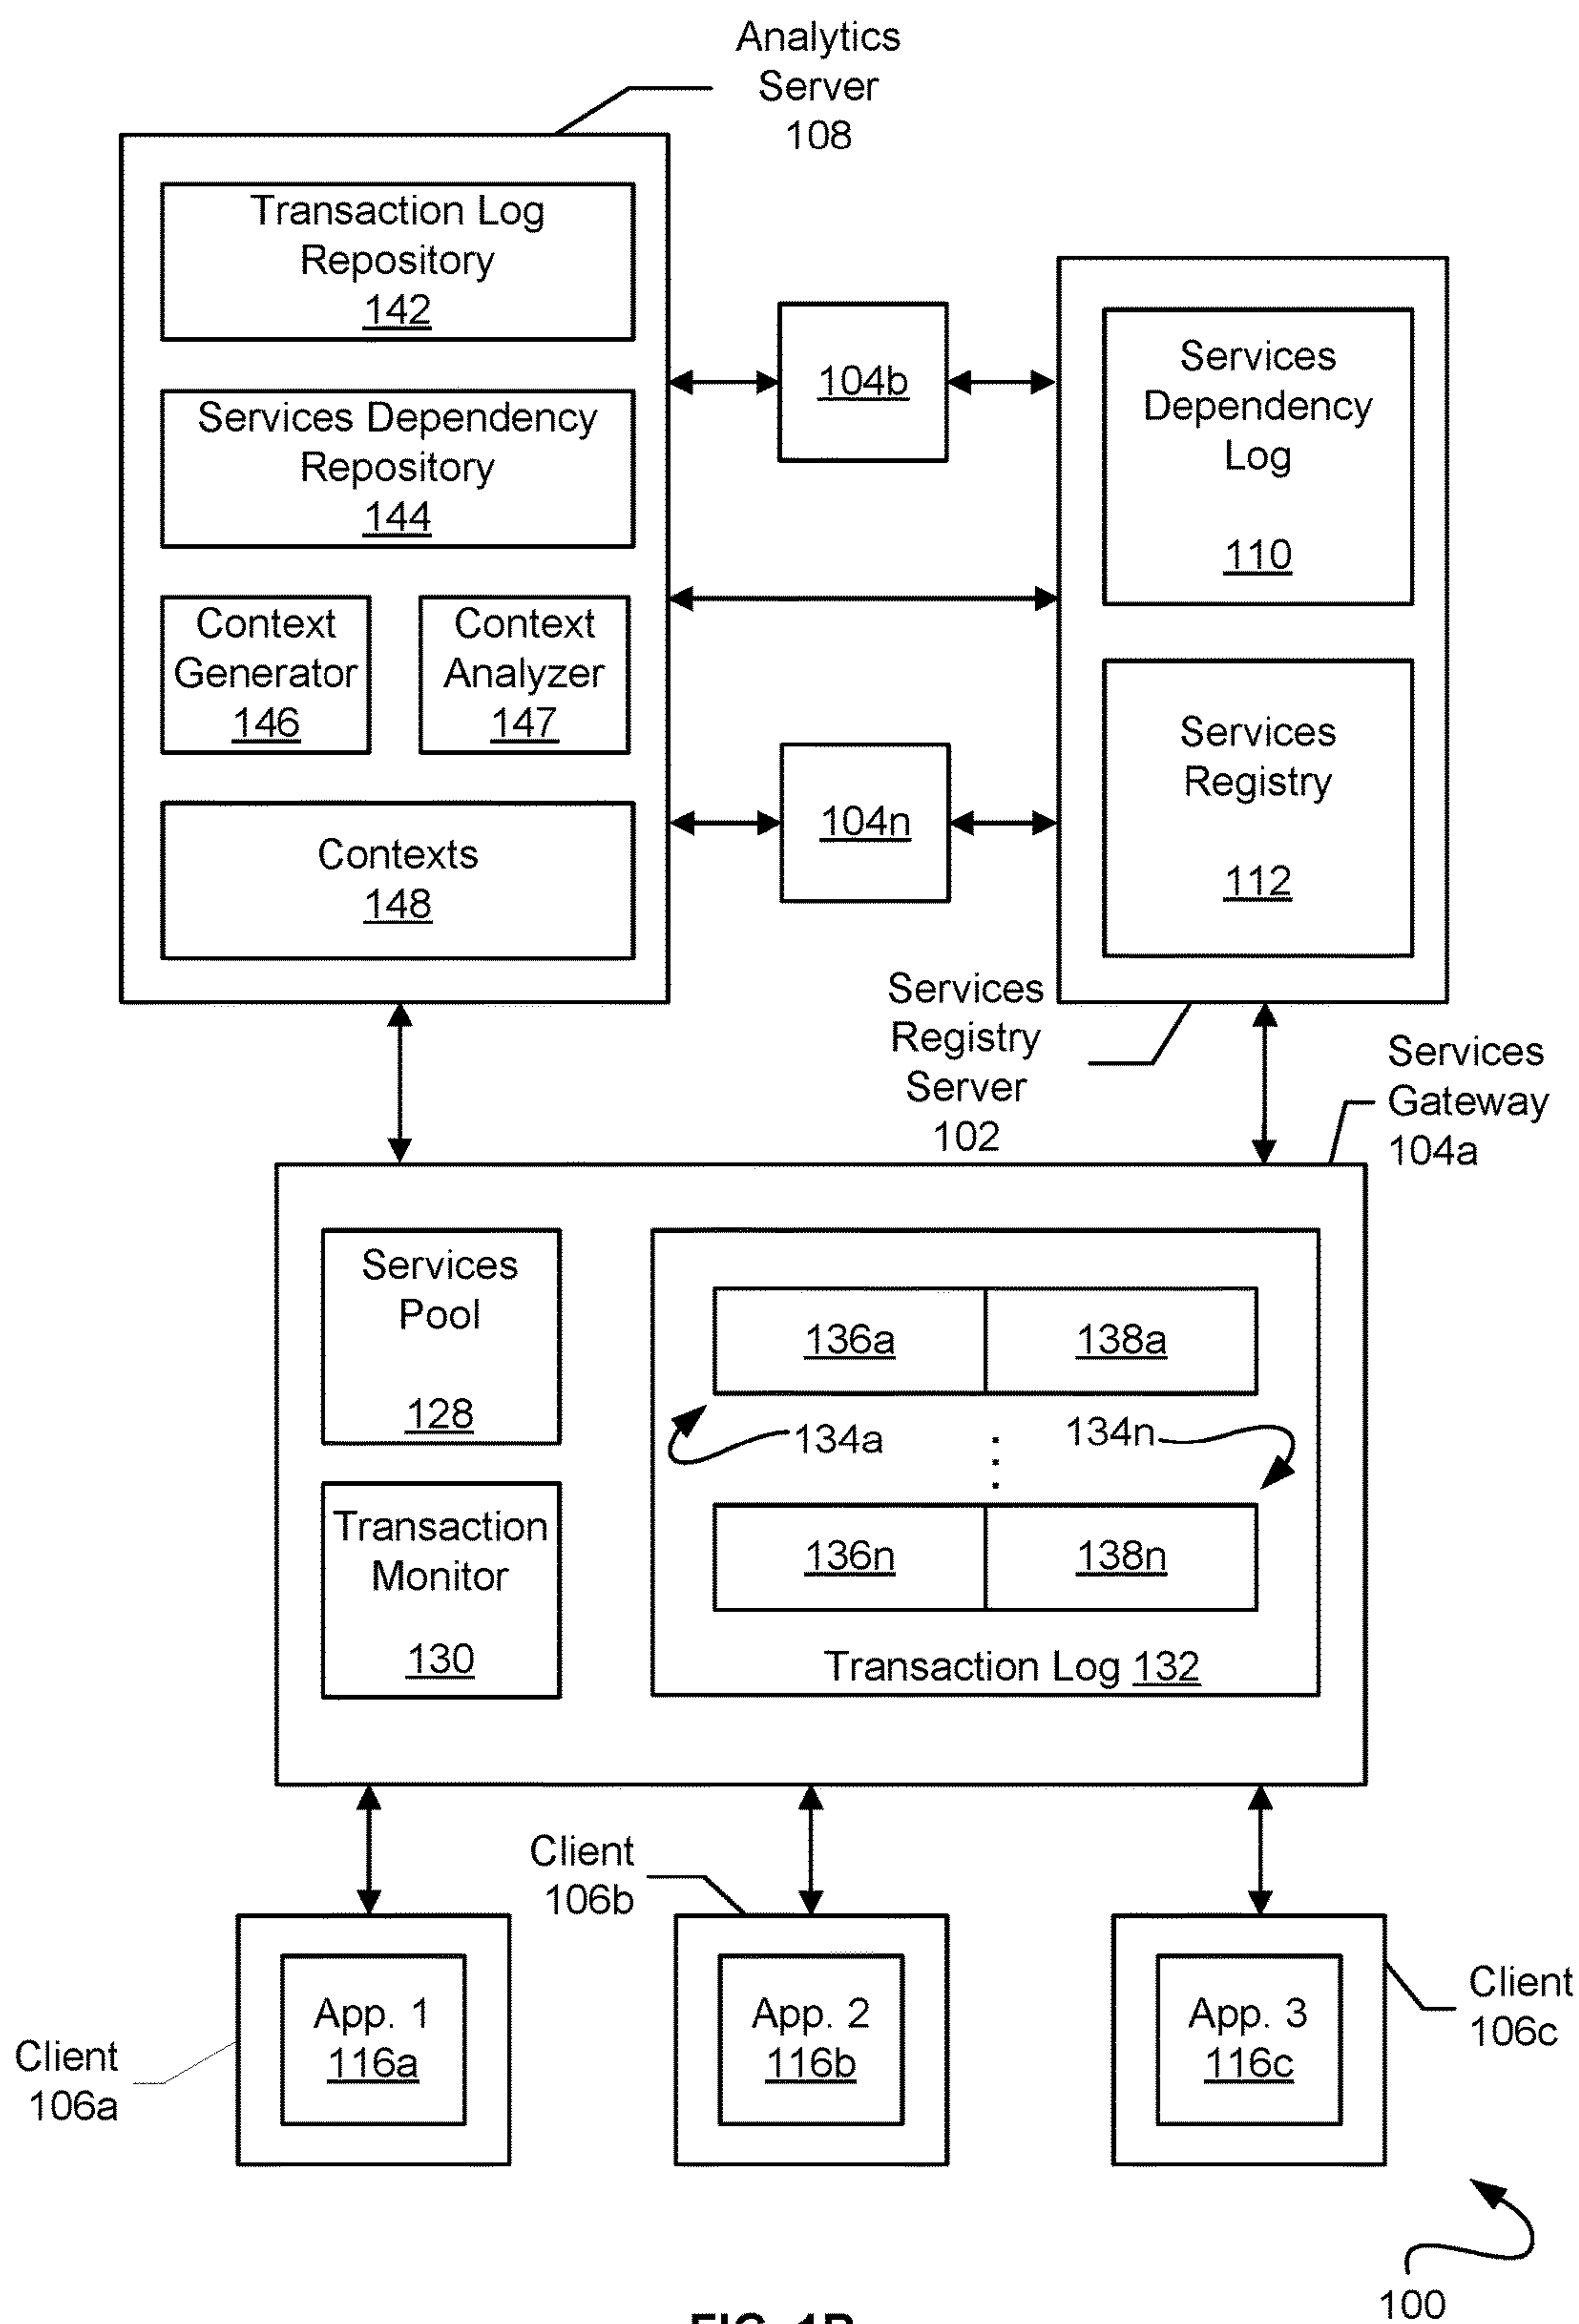 Analytics
Server
108
Transaction Log
Repository
142
Services Dependency
Repository
144
Context
Generator
146
Context
Analyzer
147
Contexts
148
104b
104n
Services
Dependency
Log
110
Services
Registry
112
Services
Registry
Server
102
Services
Gateway
104a
Services
Pool
128
Transaction
Monitor
130
136a
138a
134a
134n
136n
138n
Transaction Log 132
Client
106a
App. 1
116a
Client
106b
App. 2
116b
App. 3
116c
Client
106c
100